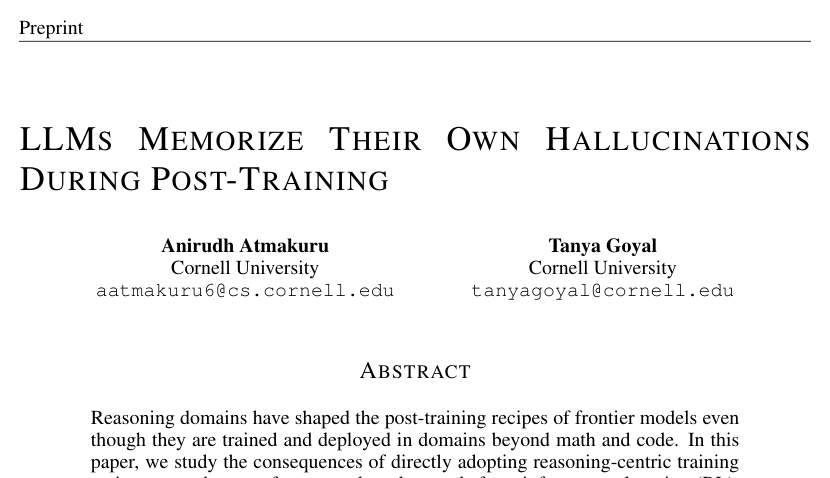 Preprint
LLMS MEMORIZE THEIR OWN HALLUCINATIONS
DURING POST-TRAINING
Anirudh Atmakuru
Cornell University
aatmakuru6@cs.cornell.edu
Tanya Goyal
Cornell University
tanyagoyal@cornell.edu
ABSTRACT
Reasoning domains have shaped the post-training recipes of frontier models even
though they are trained and deployed in domains beyond math and code. In this
paper, we study the consequences of directly adopting reasoning-centric training